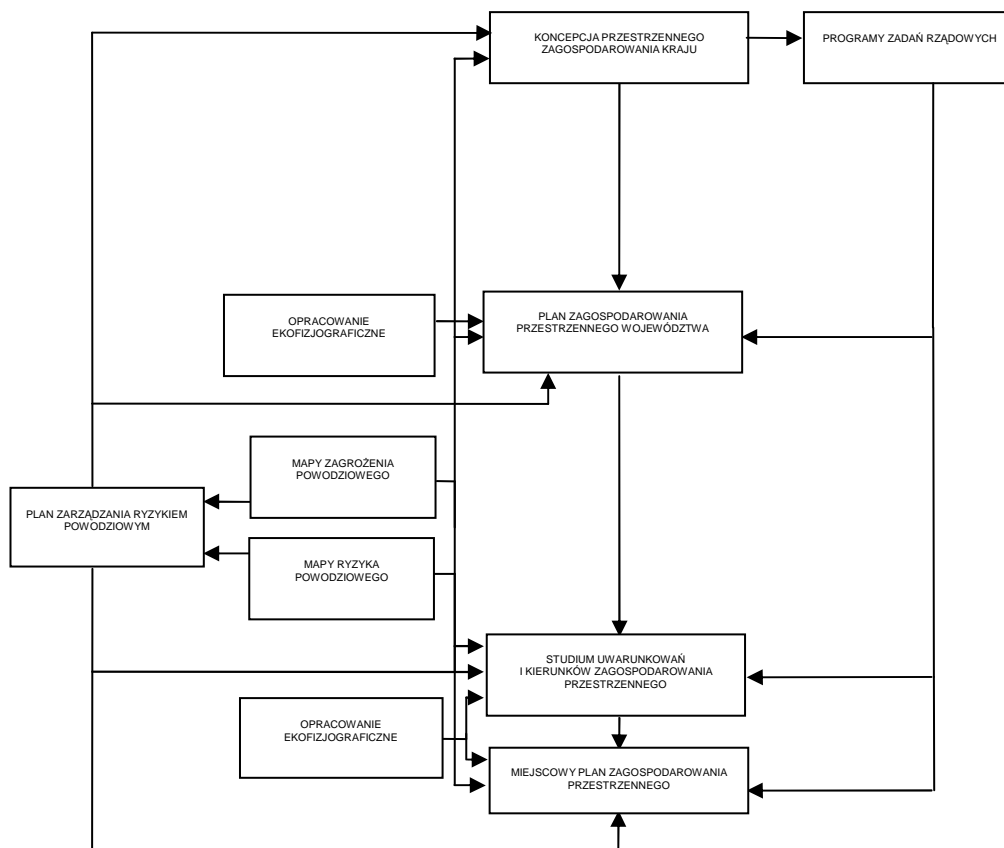 KONCEPCJA PRZESTRZENNEGO
ZAGOSPODAROWANIA KRAJU
PROGRAMY ZADAŃ RZĄDOWYCH
OPRACOWANIE
EKOFIZJOGRAFICZNE
PLAN ZAGOSPODAROWANIA
PRZESTRZENNEGO WOJEWÓDZTWA
MAPY ZAGROŻENIA
POWODZIOWEGO
PLAN ZARZĄDZANIA RYZYKIEM
POWODZIOWYM
MAPY RYZYKA
POWODZIOWEGO
STUDIUM UWARUNKOWAŃ
I KIERUNKÓW ZAGOSPODAROWANIA
PRZESTRZENNEGO
OPRACOWANIE
EKOFIZJOGRAFICZNE
MIEJSCOWY PLAN ZAGOSPODAROWANIA
PRZESTRZENNEGO